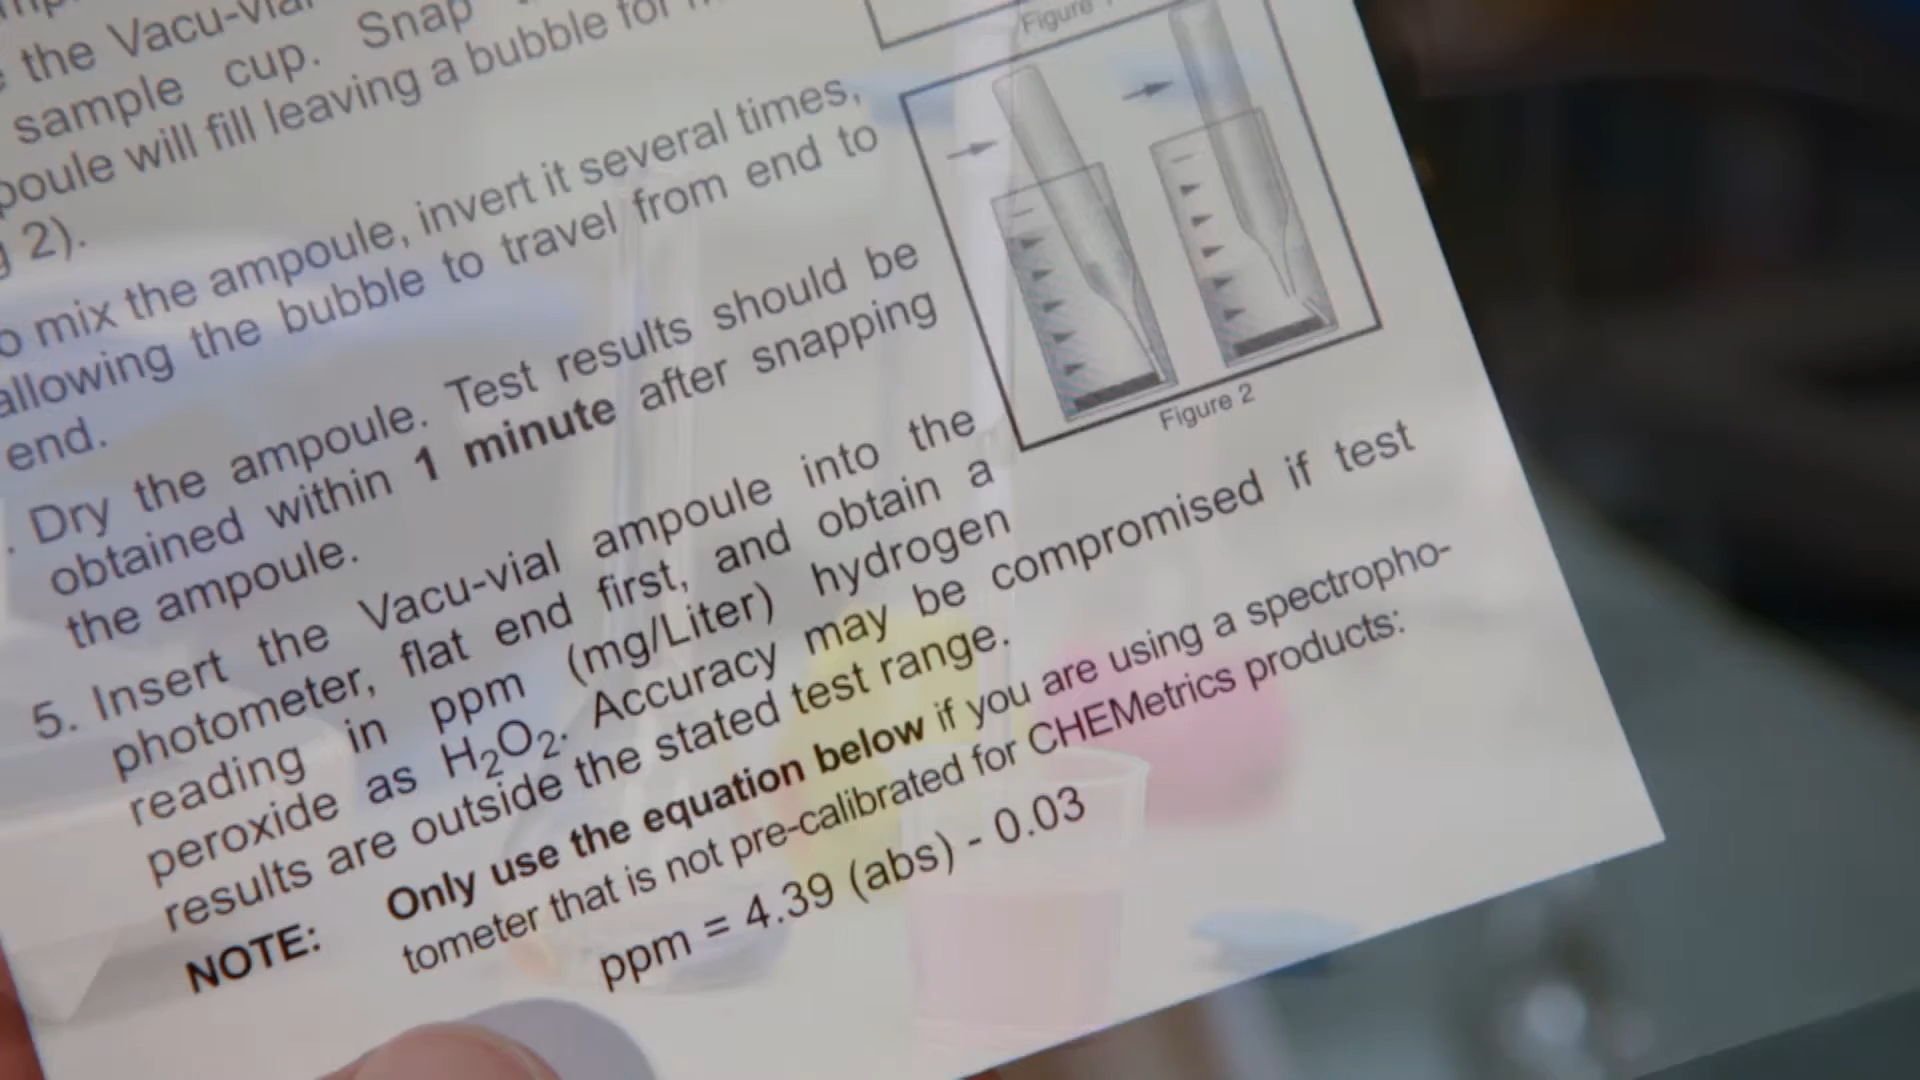 the Vacu-vial
Figure
sample cup. Snap
will fill leaving a bubble for
2).
mix the ampoule, invert it several times,
allowing the bubble to travel from end to
end.
. Dry the ampoule. Test results should be
obtained within 1 minute after snapping
the ampoule.
Figure 2
5. Insert the Vacu-vial ampoule into the
photometer, flat end first, and obtain a
reading in ppm (mg/Liter) hydrogen
peroxide as H₂O₂. Accuracy may be compromised if test
results are outside the stated test range.
NOTE: Only use the equation below if you are using a spectropho-
tometer that is not pre-calibrated for CHEMetrics products:
ppm = 4.39 (abs) - 0.03